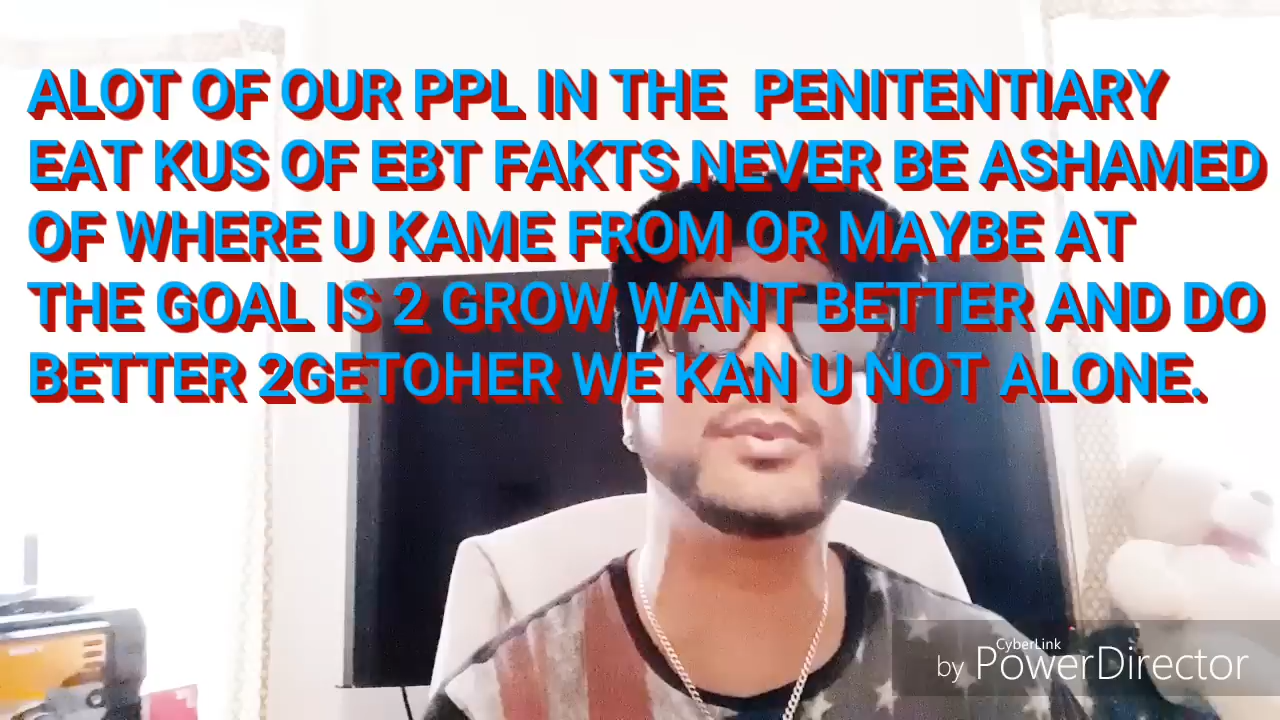 ALOT OF OUR PPL IN THE PENITENTIARY
EAT KUS OF EBT FAKTS NEVER BE ASHAMED
OF WHERE U KAME FROM OR MAYBE AT
THE GOAL IS 2 GROW WANT BETTER AND DO
BETTER 2GETOHER WE KAN U NOT ALONE.
CyberLink
by PowerDirector